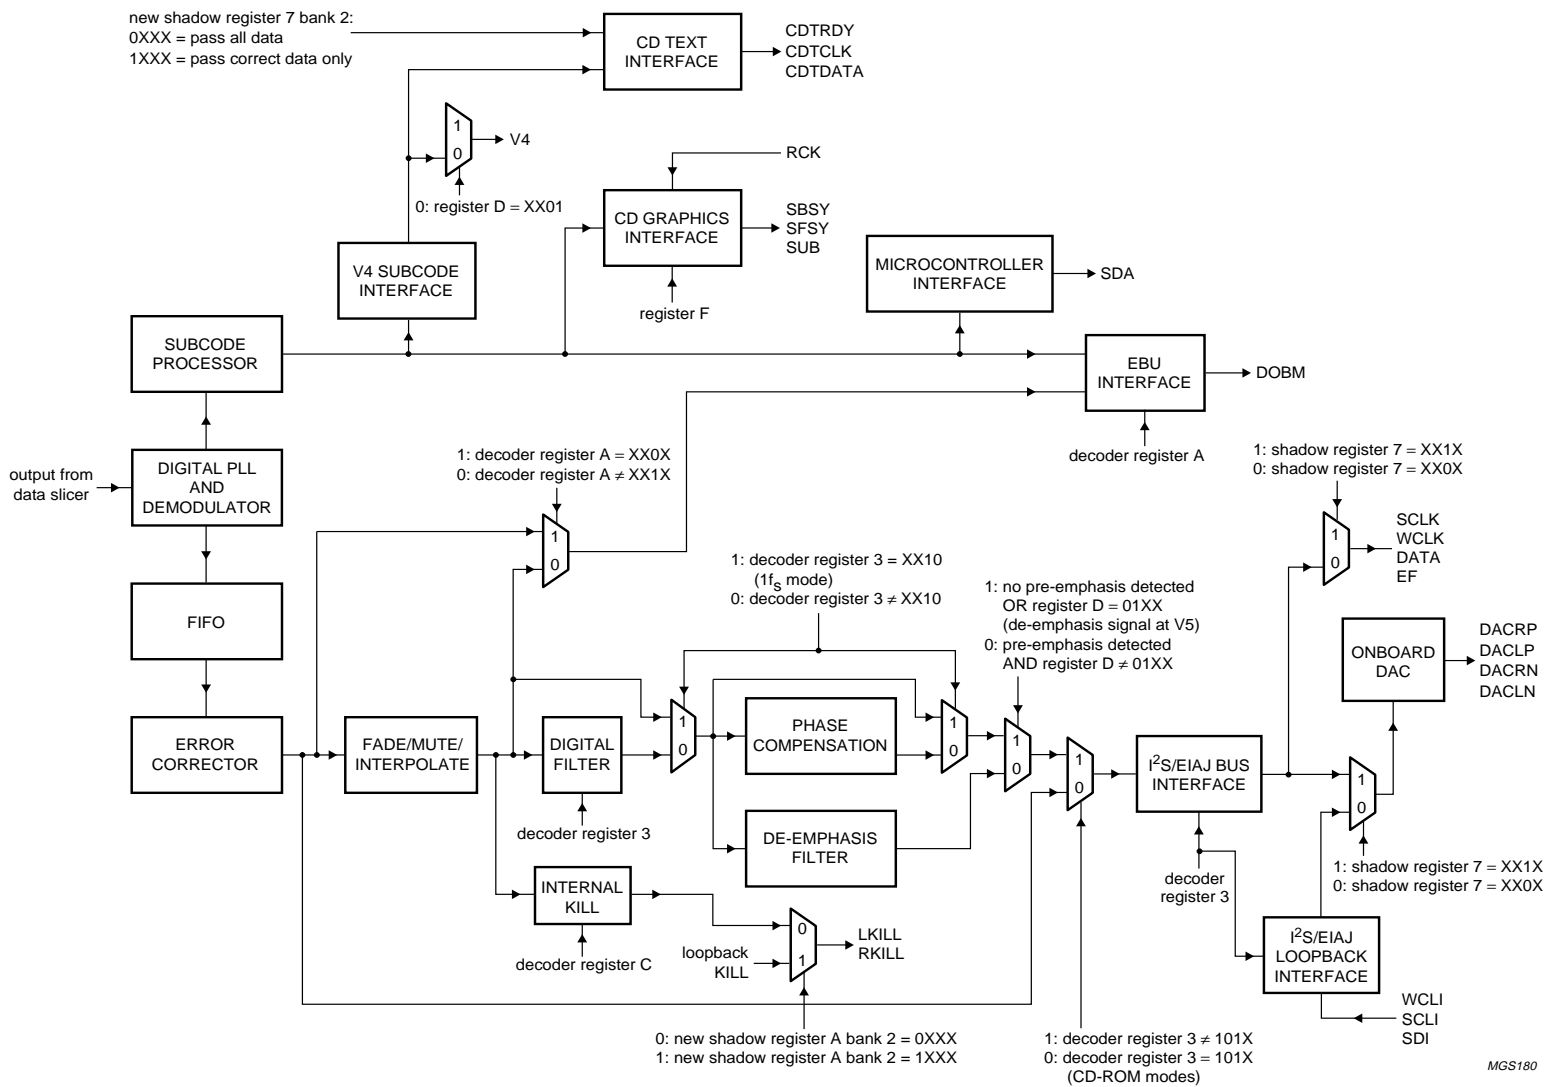 new shadow register 7 bank 2:
0XXX = pass all data
1XXX = pass correct data only
CD TEXT
INTERFACE
CDTRDY
CDTCLK
CDTDATA
1
0
V4
0: register D = XX01
RCK
CD GRAPHICS
INTERFACE
SBSY
SFSY
SUB
register F
V4 SUBCODE
INTERFACE
MICROCONTROLLER
INTERFACE
SDA
SUBCODE
PROCESSOR
EBU
INTERFACE
DOBM
decoder register A
output from
data slicer
DIGITAL PLL
AND
DEMODULATOR
1: decoder register A = XX0X
0: decoder register A ≠ XX1X
1
0
1: shadow register 7 = XX1X
0: shadow register 7 = XX0X
1
0
SCLK
WCLK
DATA
EF
FIFO
1: decoder register 3 = XX10
(1fS mode)
0: decoder register 3 ≠ XX10
1: no pre-emphasis detected
OR register D = 01XX
(de-emphasis signal at V5)
0: pre-emphasis detected
AND register D ≠ 01XX
ONBOARD
DAC
DACRP
DACLP
DACRN
DACLN
ERROR
CORRECTOR
FADE/MUTE/
INTERPOLATE
DIGITAL
FILTER
decoder register 3
1
0
PHASE
COMPENSATION
1
0
1
0
1
0
I2S/EIAJ BUS
INTERFACE
1
0
DE-EMPHASIS
FILTER
decoder
register 3
1: shadow register 7 = XX1X
0: shadow register 7 = XX0X
INTERNAL
KILL
decoder register C
loopback
KILL
0
1
LKILL
RKILL
I2S/EIAJ
LOOPBACK
INTERFACE
WCLI
SCLI
SDI
0: new shadow register A bank 2 = 0XXX
1: new shadow register A bank 2 = 1XXX
1: decoder register 3 ≠ 101X
0: decoder register 3 = 101X
(CD-ROM modes)
MGS180